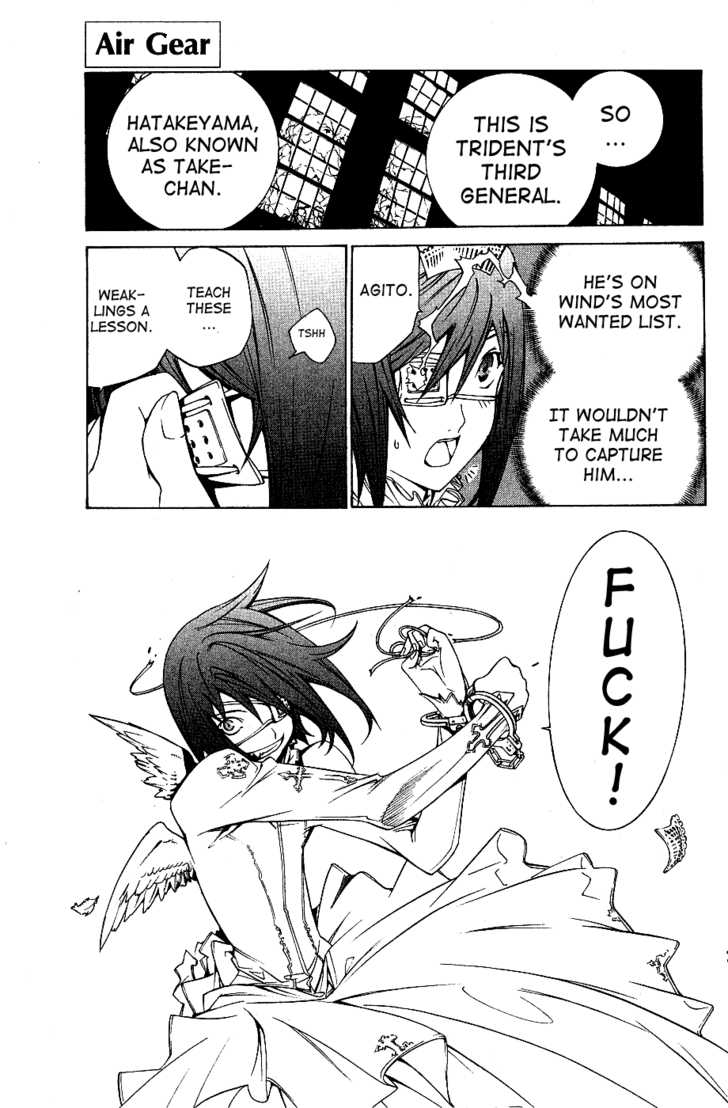 Air Gear
SO
...
THIS IS
TRIDENT'S
THIRD
GENERAL.
HATAKEYAMA,
ALSO KNOWN
AS TAKE-
CHAN.
HE'S ON
WIND'S MOST
WANTED LIST.
IT WOULDN'T
TAKE MUCH
TO CAPTURE
HIM...
AGITO.
TSHH
TEACH
THESE
...
WEAK-
LINGS A
LESSON.
FUCK!